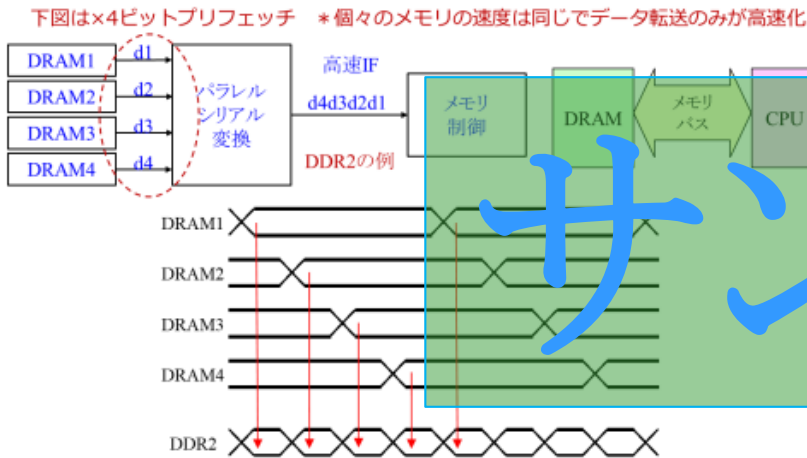 下図は×4ビットプリフェッチ ＊個々のメモリの速度は同じでデータ転送のみが高速化
DRAM1 d1
DRAM2 d2
DRAM3 d3
DRAM4 d4
パラレル
シリアル
変換
高速IF
d4d3d2d1
DDR2の例
メモリ
制御
DRAM
メモリ
バス
CPU
サン
DRAM1
DRAM2
DRAM3
DRAM4
DDR2